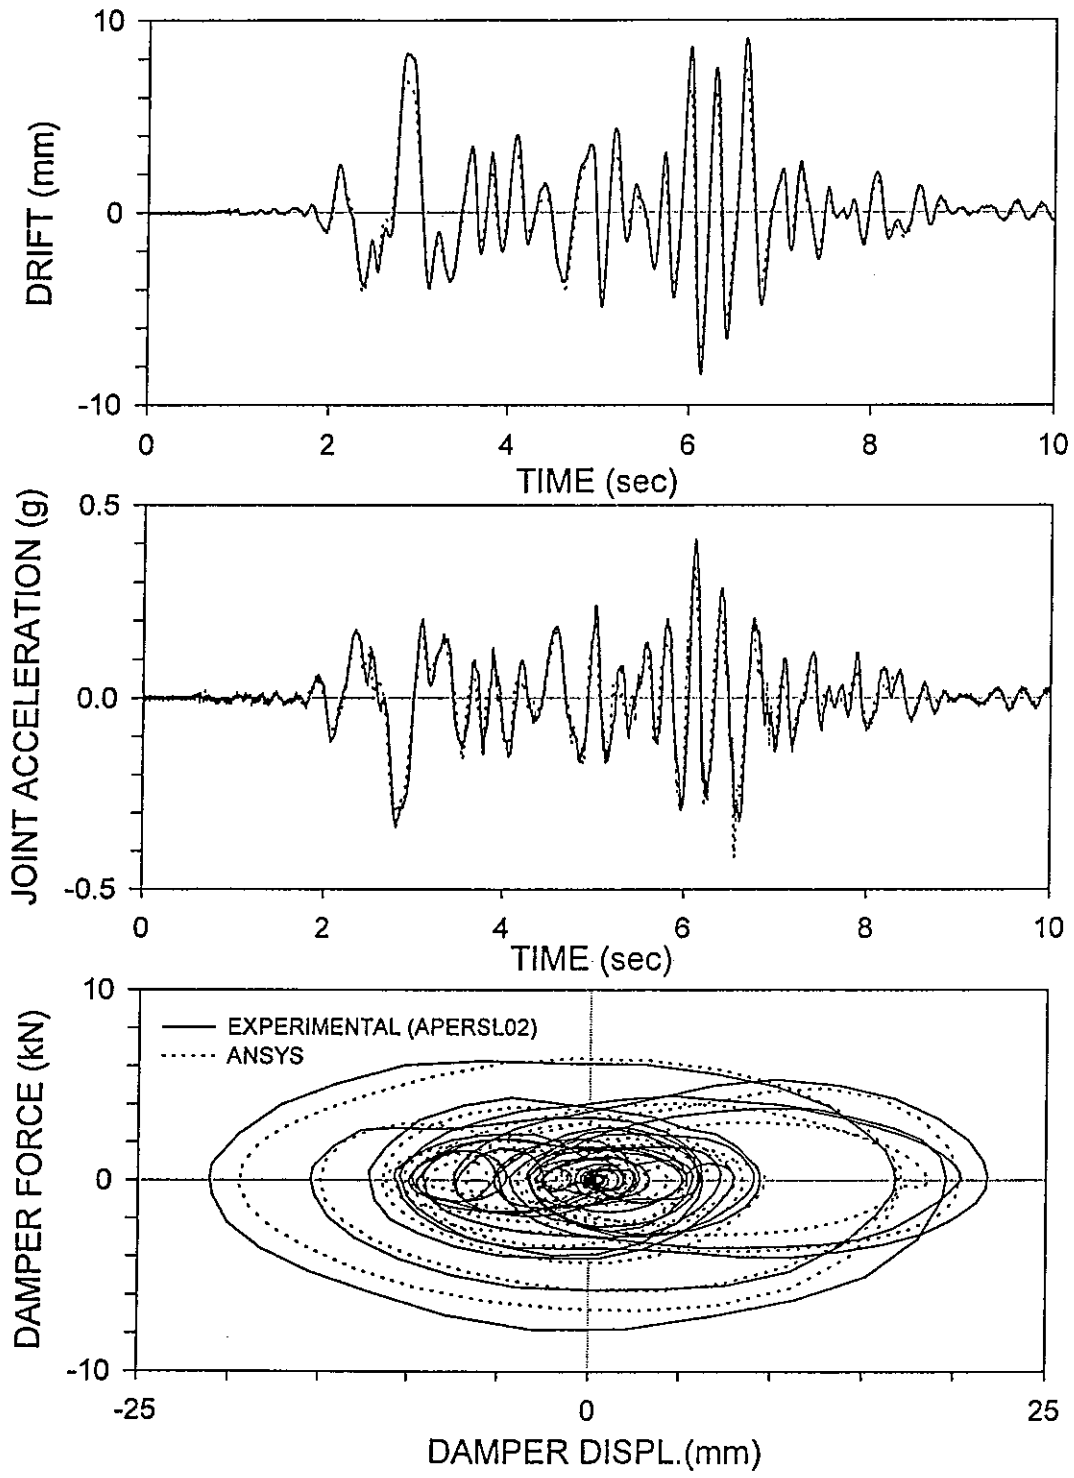 10
DRIFT (mm)
0
-10
0 2 4 6 8 10
TIME (sec)
0.5
JOINT ACCELERATION (g)
0.0
-0.5
0 2 4 6 8 10
TIME (sec)
10
DAMPER FORCE (kN)
EXPERIMENTAL (APERSL02)
ANSYS
0
-10
-25 0 25
DAMPER DISPL.(mm)